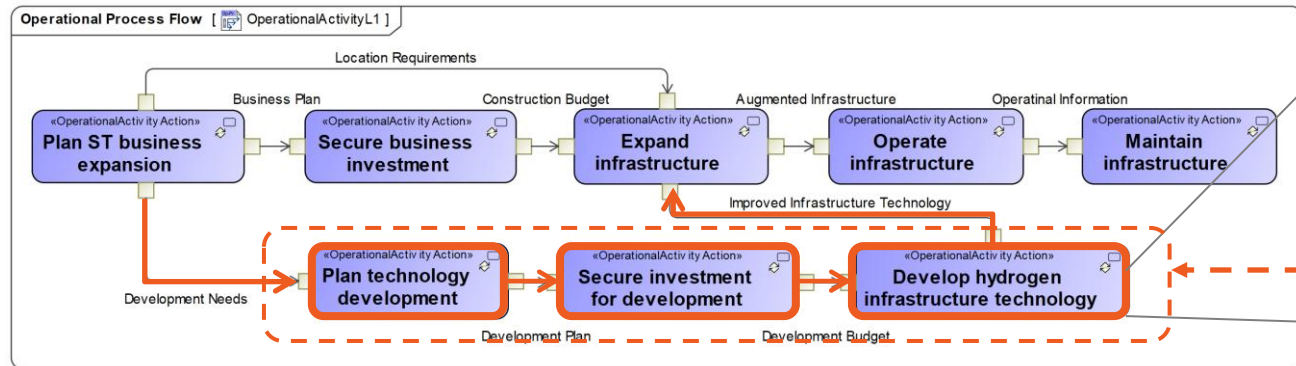 Operational Process Flow [ OperationalActivityL1 ]
Location Requirements
Business Plan
Construction Budget
Augmented Infrastructure
Operatinal Information
«OperationalActivity Action»
Plan ST business
expansion
«OperationalActivity Action»
Secure business
investment
«OperationalActivity Action»
Expand
infrastructure
«OperationalActivity Action»
Operate
infrastructure
«OperationalActivity Action»
Maintain
infrastructure
Improved Infrastructure Technology
«OperationalActivity Action»
Plan technology
development
«OperationalActivity Action»
Secure investment
for development
«OperationalActivity Action»
Develop hydrogen
infrastructure technology
Development Needs
Development Plan
Development Budget